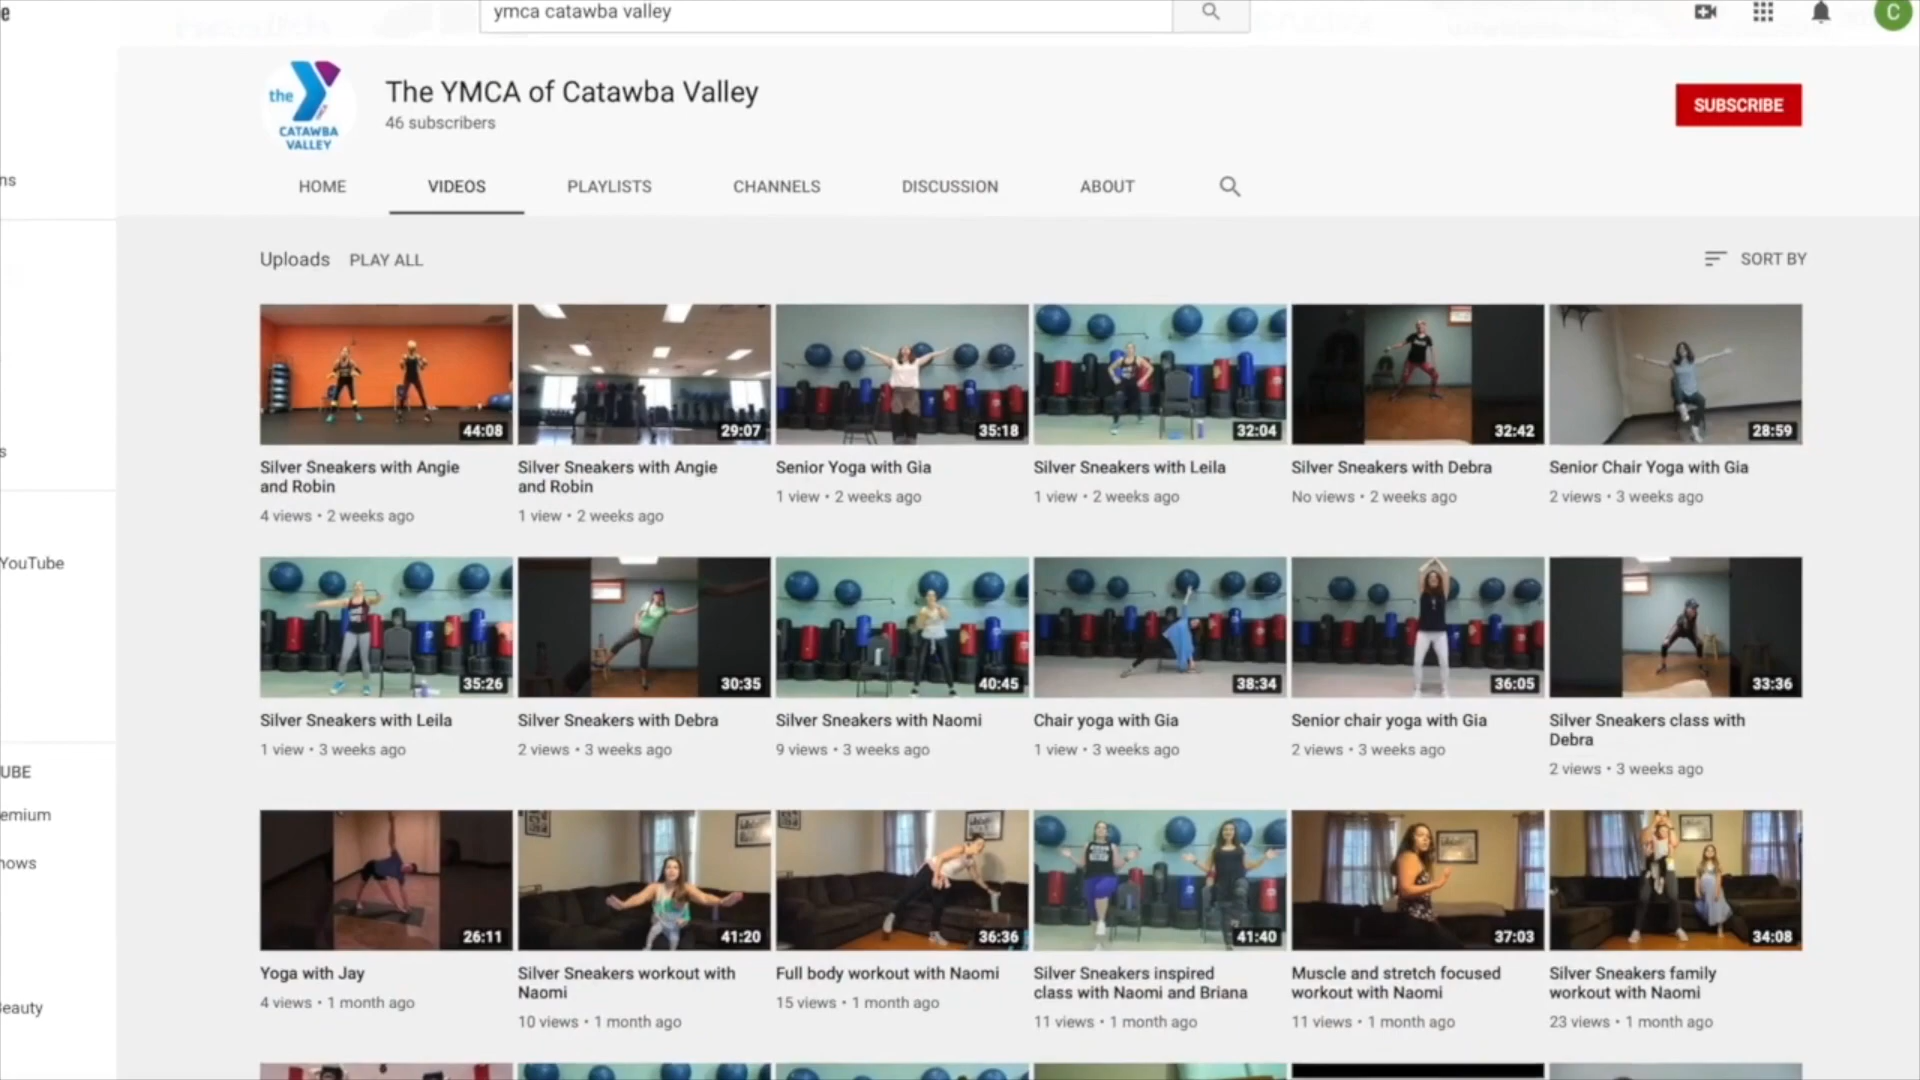 ymca catawba valley
C
the
CATAWBA
VALLEY
The YMCA of Catawba Valley
46 subscribers
SUBSCRIBE
ns
HOME VIDEOS PLAYLISTS CHANNELS DISCUSSION ABOUT
Uploads PLAY ALL SORT BY
44:08 29:07 35:18 32:04 32:42 28:59
Silver Sneakers with Angie
and Robin
4 views • 2 weeks ago
Silver Sneakers with Angie
and Robin
1 view • 2 weeks ago
Senior Yoga with Gia
1 view • 2 weeks ago
Silver Sneakers with Leila
1 view • 2 weeks ago
Silver Sneakers with Debra
No views • 2 weeks ago
Senior Chair Yoga with Gia
2 views • 3 weeks ago
s
YouTube
35:26 30:35 40:45 38:34 36:05 33:36
Silver Sneakers with Leila
1 view • 3 weeks ago
Silver Sneakers with Debra
2 views • 3 weeks ago
Silver Sneakers with Naomi
9 views • 3 weeks ago
Chair yoga with Gia
1 view • 3 weeks ago
Senior chair yoga with Gia
2 views • 3 weeks ago
Silver Sneakers class with
Debra
2 views • 3 weeks ago
UBE
emium
hows
26:11 41:20 36:36 41:40 37:03 34:08
Yoga with Jay
4 views • 1 month ago
Silver Sneakers workout with
Naomi
10 views • 1 month ago
Full body workout with Naomi
15 views • 1 month ago
Silver Sneakers inspired
class with Naomi and Briana
11 views • 1 month ago
Muscle and stretch focused
workout with Naomi
11 views • 1 month ago
Silver Sneakers family
workout with Naomi
23 views • 1 month ago
Beauty